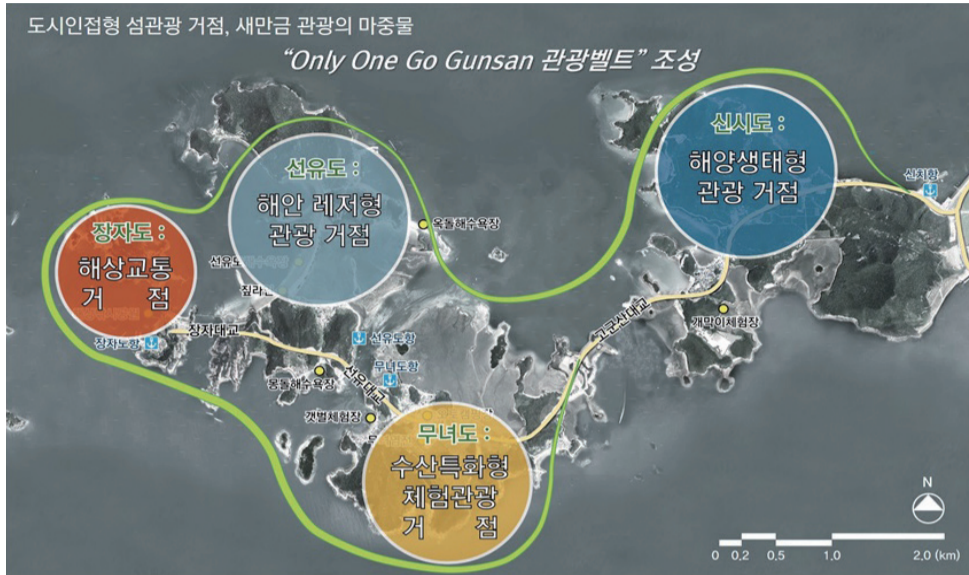 도시인접형 섬관광 거점, 새만금 관광의 마중물
“Only One Go Gunsan 관광벨트” 조성
신시도 :
해양생태형
관광 거점
선유도 :
해안 레저형
관광 거점
장자도 :
해상교통
거 점
무녀도 :
수산특화형
체험관광
거 점
신치항
옥돌해수욕장
선유도
짚라인
장자대교
장자노항
선유도항
고군산대교
개막이체험장
몽돌해수욕장
선유대교
무녀도항
갯벌체험장
N
0 0.2 0.5 1.0 2.0 (km)